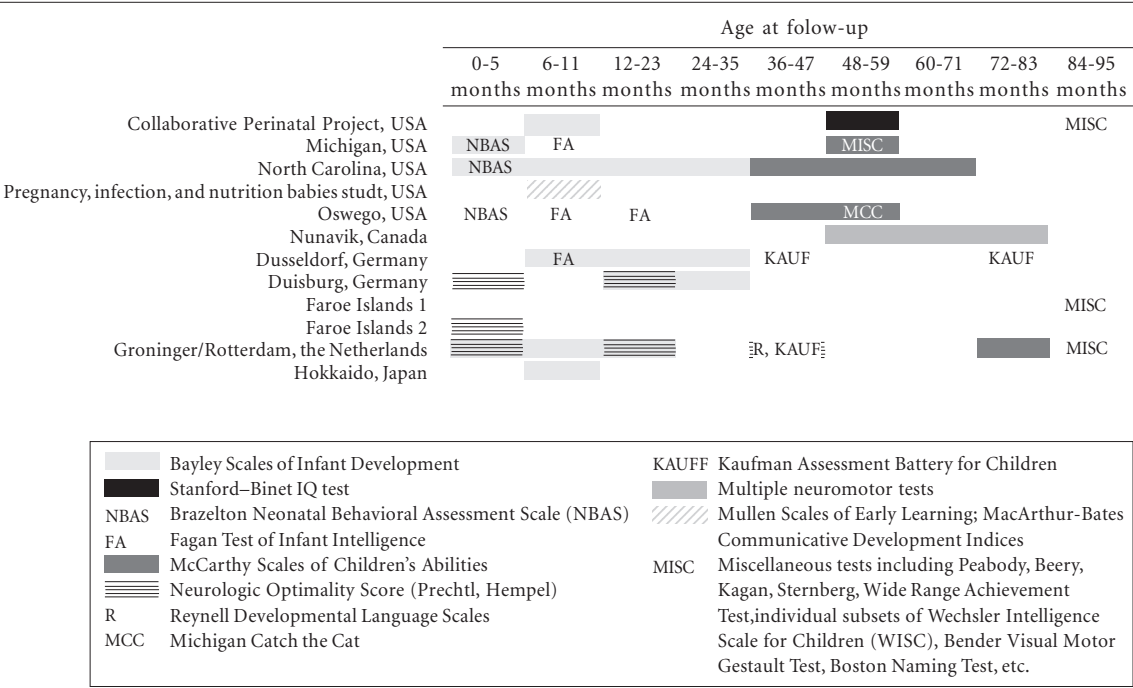 Age at folow-up
0-5 6-11 12-23 24-35 36-47 48-59 60-71 72-83 84-95
months months months months months months months months months
Collaborative Perinatal Project, USA MISC
Michigan, USA NBAS FA MISC
North Carolina, USA NBAS
Pregnancy, infection, and nutrition babies studt, USA
Oswego, USA NBAS FA FA MCC
Nunavik, Canada
Dusseldorf, Germany FA KAUF KAUF
Duisburg, Germany
Faroe Islands 1 MISC
Faroe Islands 2
Groninger/Rotterdam, the Netherlands R, KAUF MISC
Hokkaido, Japan
Bayley Scales of Infant Development
Stanford–Binet IQ test
NBAS Brazelton Neonatal Behavioral Assessment Scale (NBAS)
FA Fagan Test of Infant Intelligence
McCarthy Scales of Children's Abilities
Neurologic Optimality Score (Prechtl, Hempel)
R Reynell Developmental Language Scales
MCC Michigan Catch the Cat
KAUFF Kaufman Assessment Battery for Children
Multiple neuromotor tests
Mullen Scales of Early Learning; MacArthur-Bates
Communicative Development Indices
MISC Miscellaneous tests including Peabody, Beery,
Kagan, Sternberg, Wide Range Achievement
Test,individual subsets of Wechsler Intelligence
Scale for Children (WISC), Bender Visual Motor
Gestault Test, Boston Naming Test, etc.